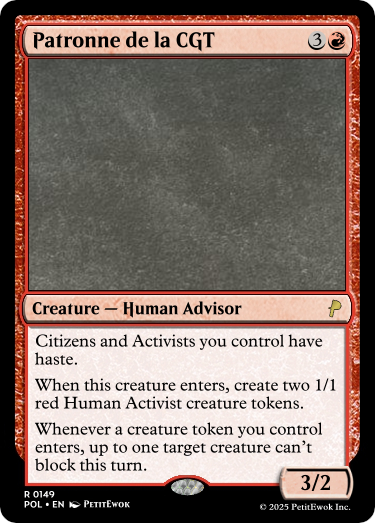 Patronne de la CGT 3
Creature — Human Advisor
Citizens and Activists you control have
haste.
When this creature enters, create two 1/1
red Human Activist creature tokens.
Whenever a creature token you control
enters, up to one target creature can't
block this turn.
3/2
R 0149
POL • EN PetitEwok
© 2025 PetitEwok Inc.